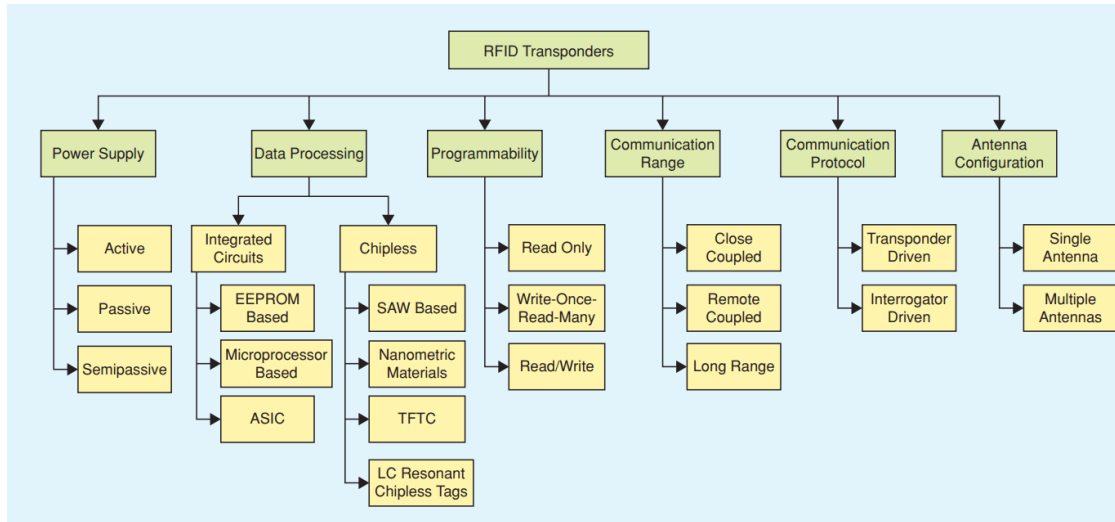 RFID Transponders
Power Supply
Data Processing
Programmability
Communication
Range
Communication
Protocol
Antenna
Configuration
Active
Passive
Semipassive
Integrated
Circuits
EEPROM
Based
Microprocessor
Based
ASIC
Chipless
SAW Based
Nanometric
Materials
TFTC
LC Resonant
Chipless Tags
Read Only
Write-Once-
Read-Many
Read/Write
Close
Coupled
Remote
Coupled
Long Range
Transponder
Driven
Interrogator
Driven
Single
Antenna
Multiple
Antennas